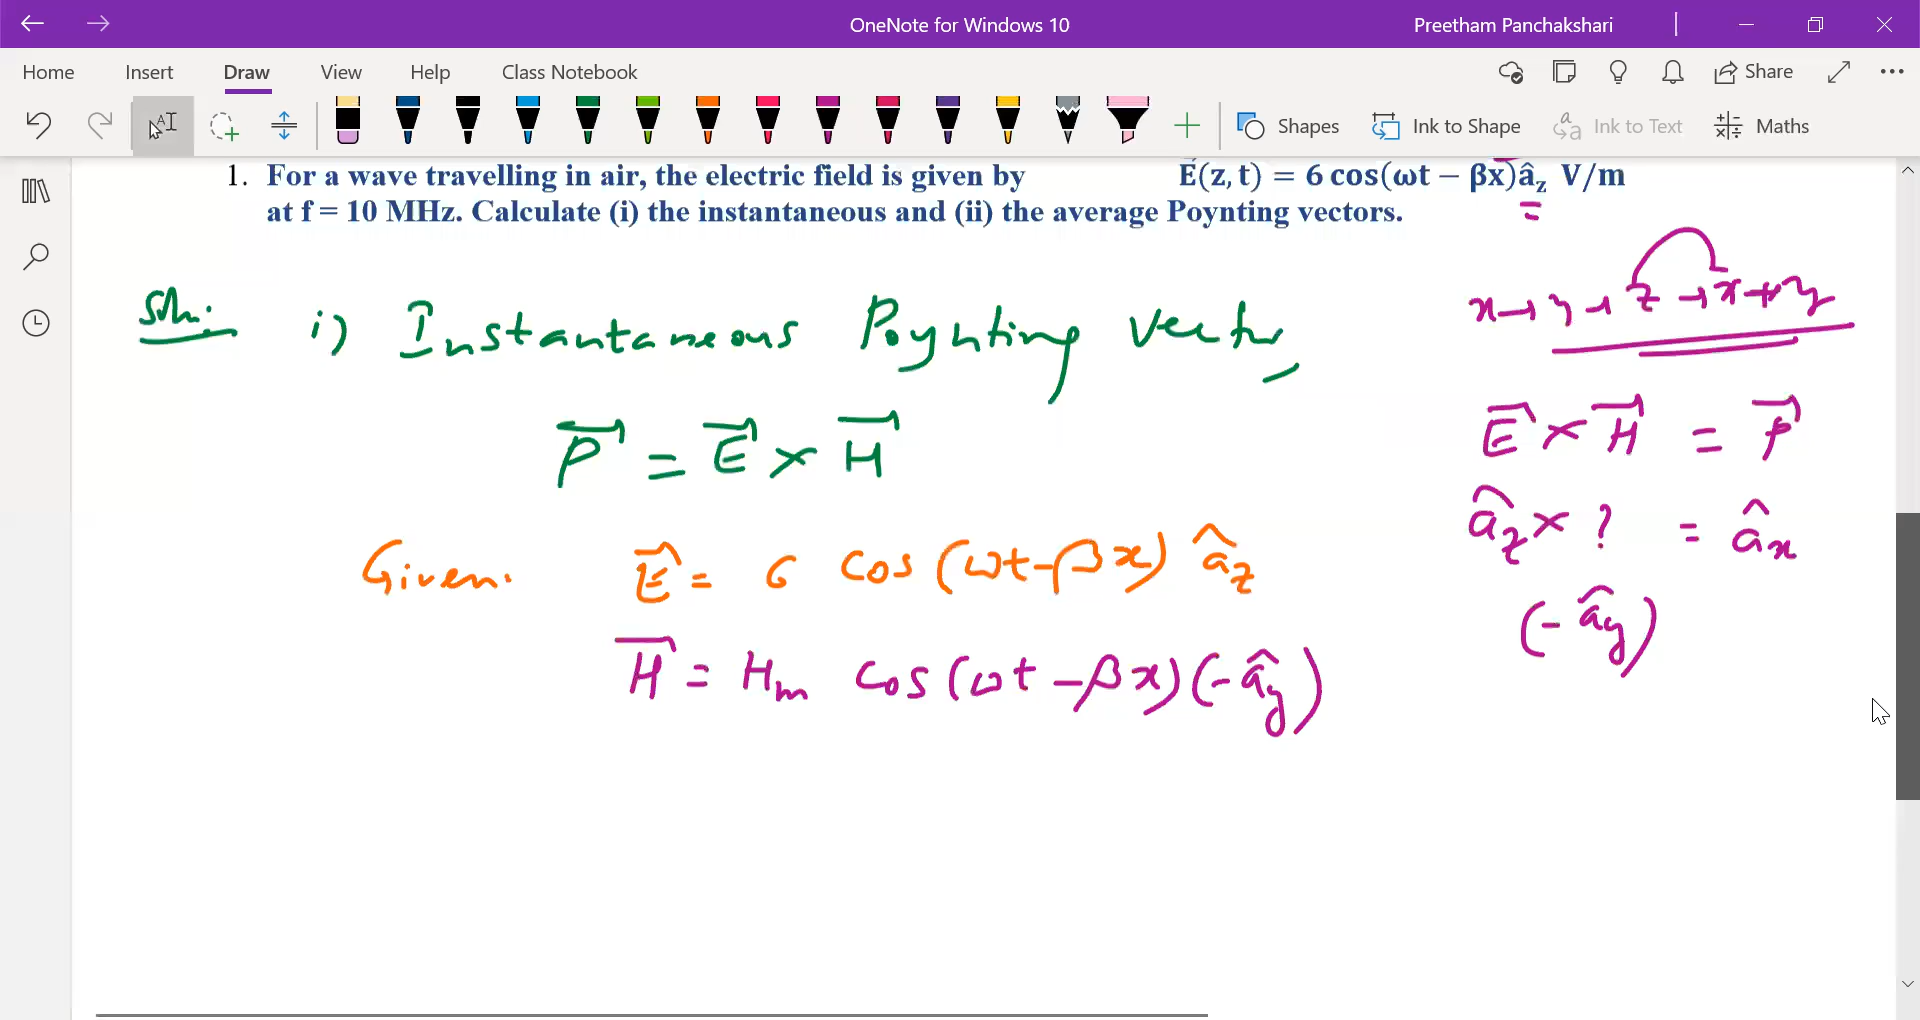 OneNote for Windows 10
Preetham Panchakshari
Home Insert Draw View Help Class Notebook Share
Shapes Ink to Shape Ink to Text Maths
1. For a wave travelling in air, the electric field is given by E⃗(z, t) = 6 cos(ωt − βx)â_z V/m
at f = 10 MHz. Calculate (i) the instantaneous and (ii) the average Poynting vectors.
x→y→z→x→y
Soln:
i) Instantaneous Poynting Vector,
P⃗ = E⃗ × H⃗
E⃗ × H⃗ = P⃗
â_z × ? = â_x
(-â_y)
Given: E⃗ = 6 cos(ωt-βx) â_z
H⃗ = H_m cos(ωt-βx)(-â_y)